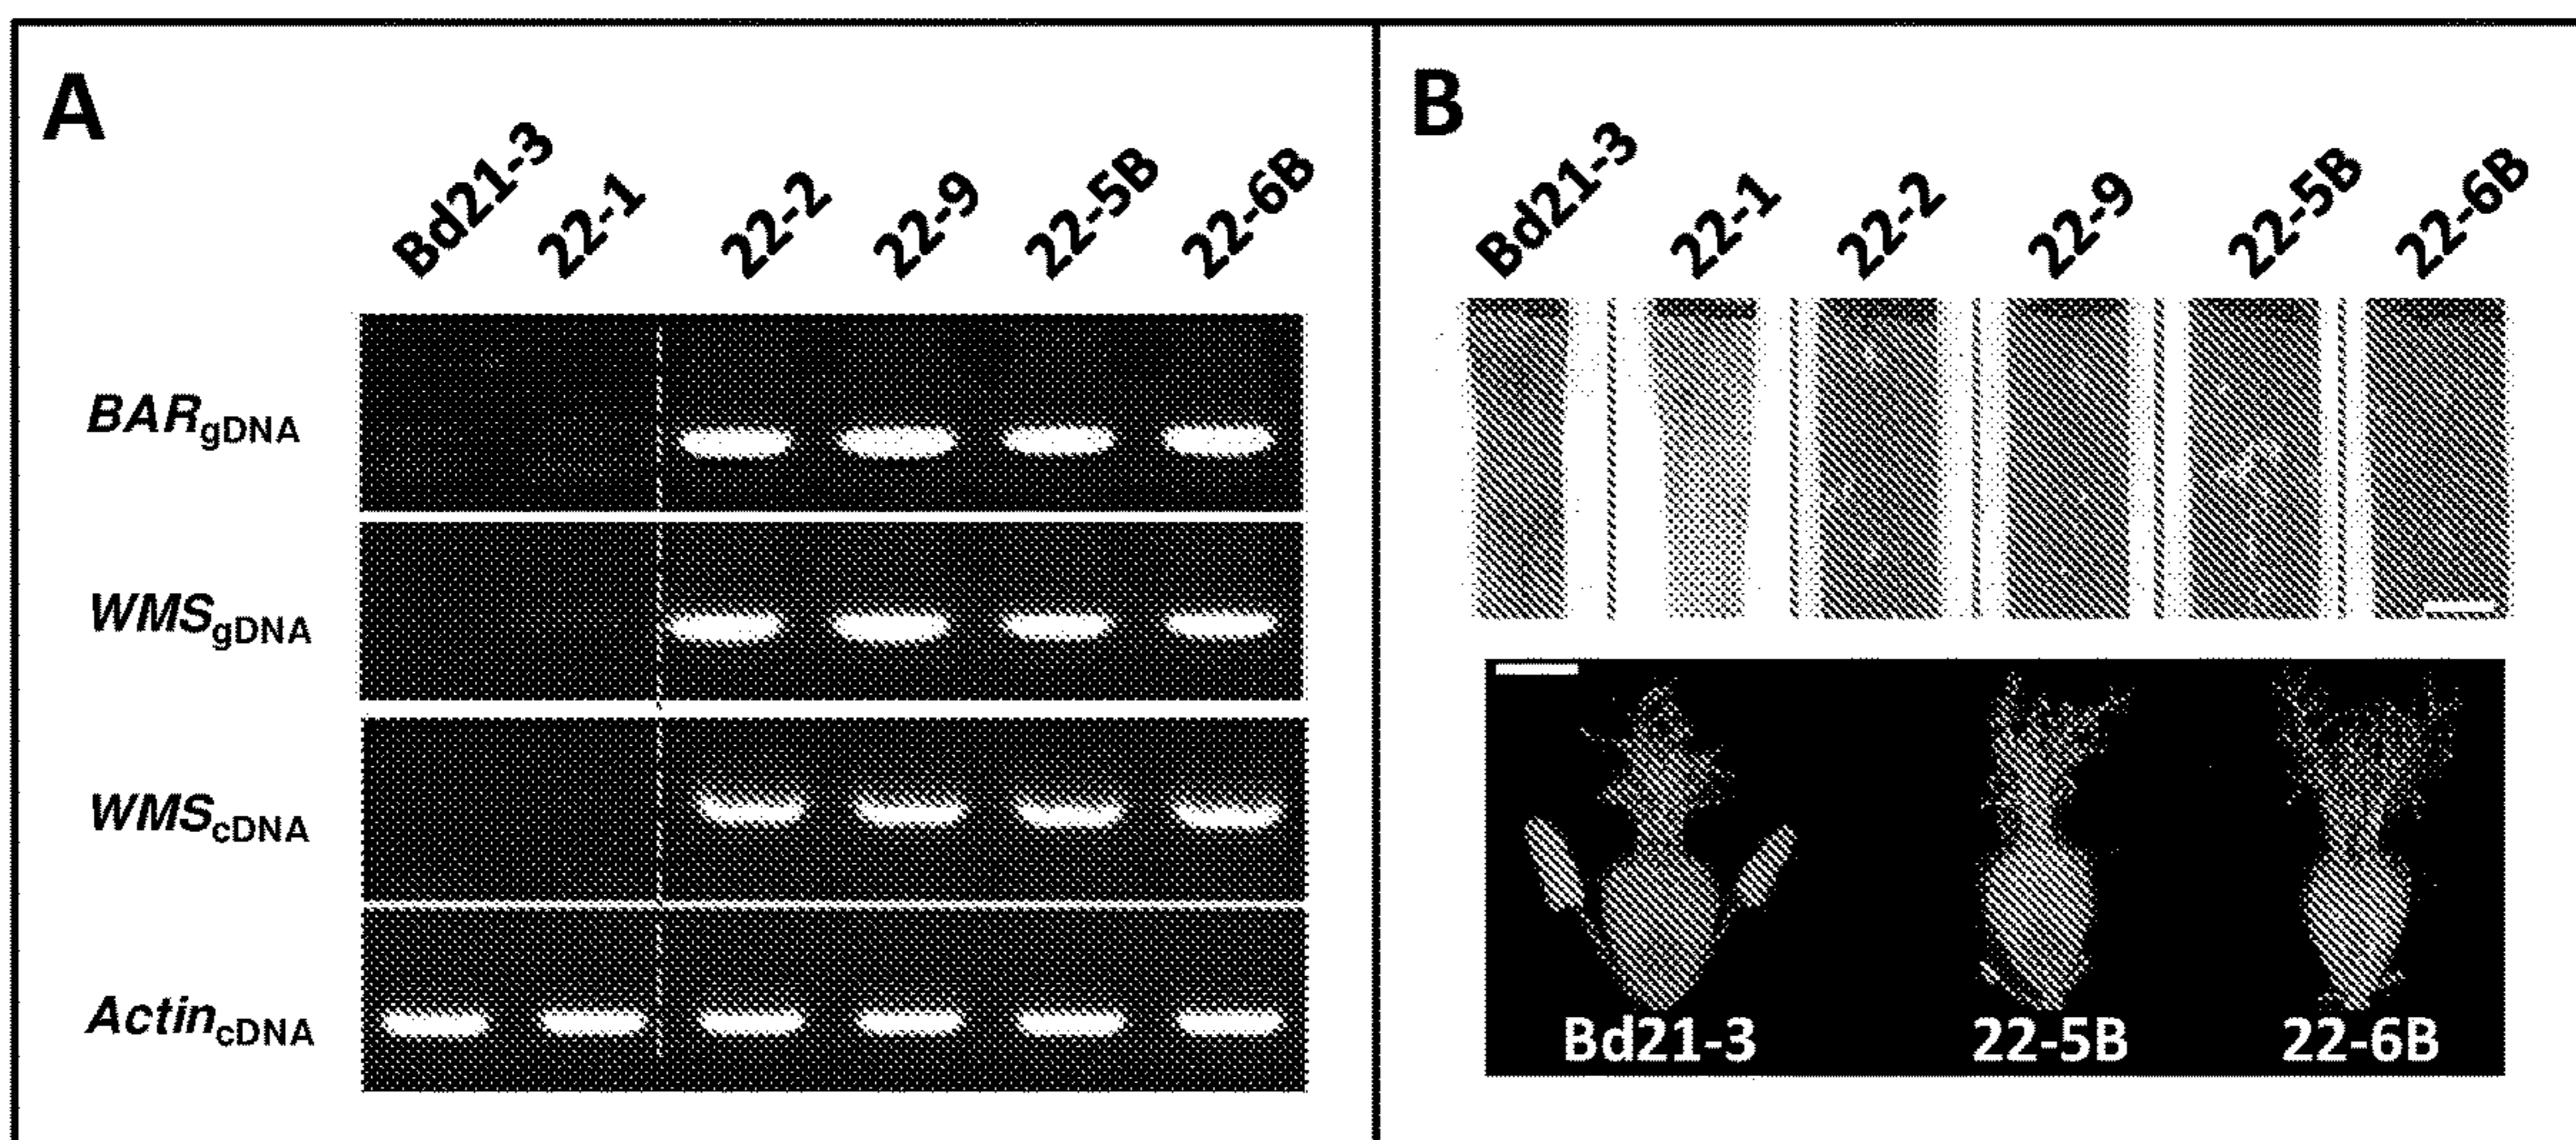 A
Bd21-3 22-1 22-2 22-9 22-5B 22-6B
BARgDNA
WMSgDNA
WMScDNA
ActincDNA
B
Bd21-3 22-1 22-2 22-9 22-5B 22-6B
Bd21-3 22-5B 22-6B